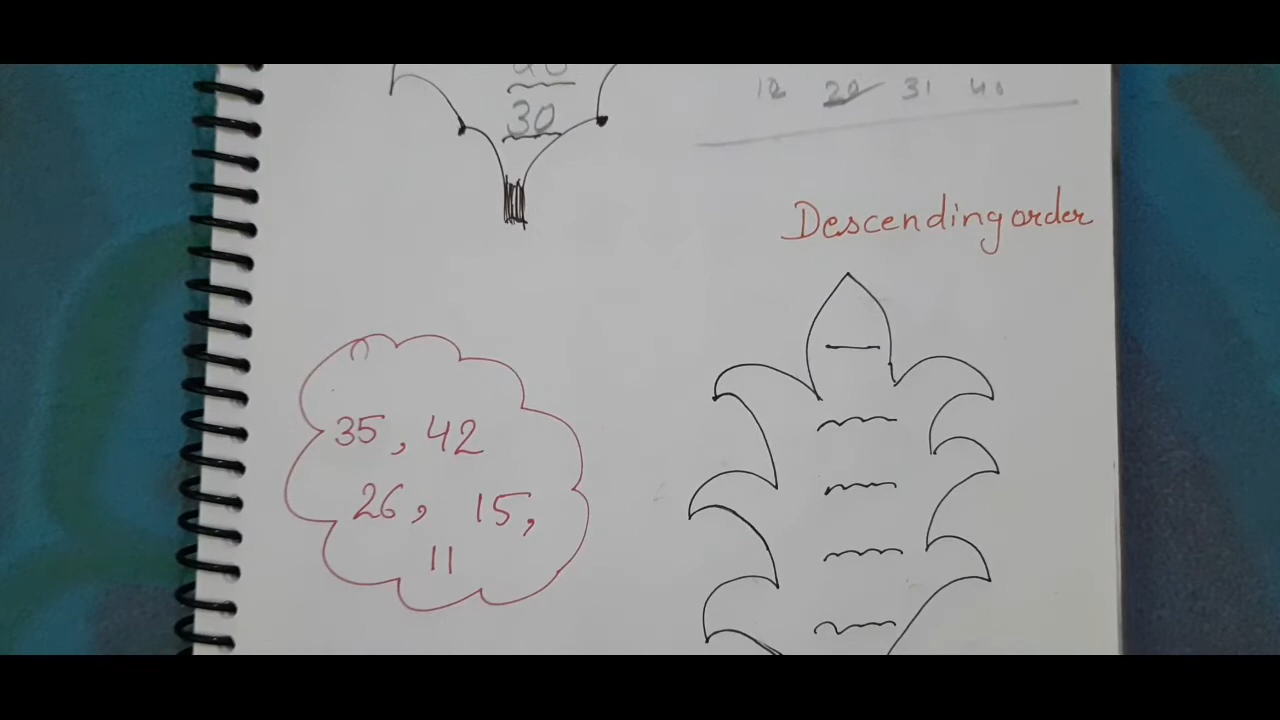 30
12 20 31 40
Descending order
35, 42
26, 15,
11